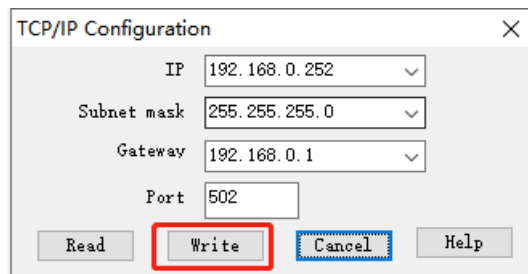 TCP/IP Configuration
IP 192.168.0.252
Subnet mask 255.255.255.0
Gateway 192.168.0.1
Port 502
Read Write Cancel Help